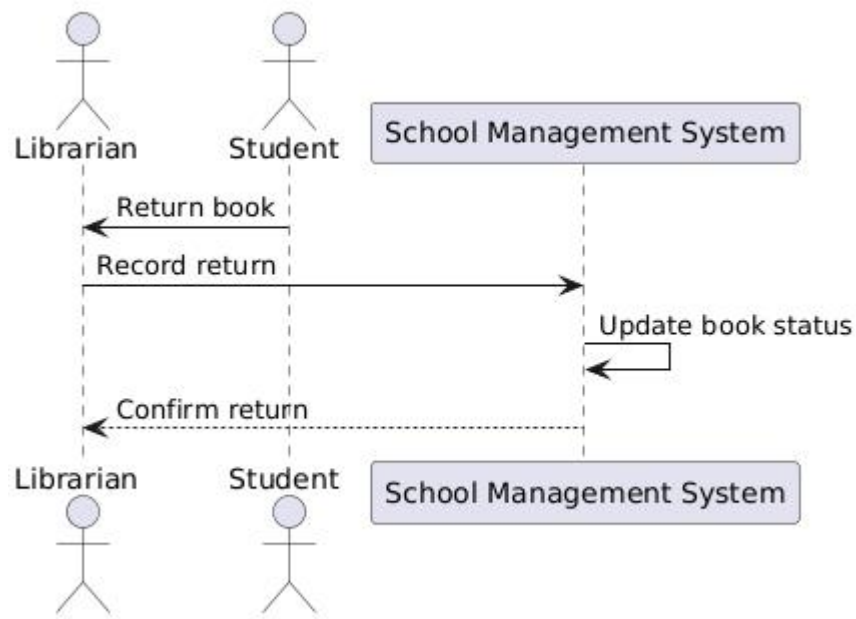 Librarian
Student
School Management System
Return book
Record return
Update book status
Confirm return
Librarian
Student
School Management System